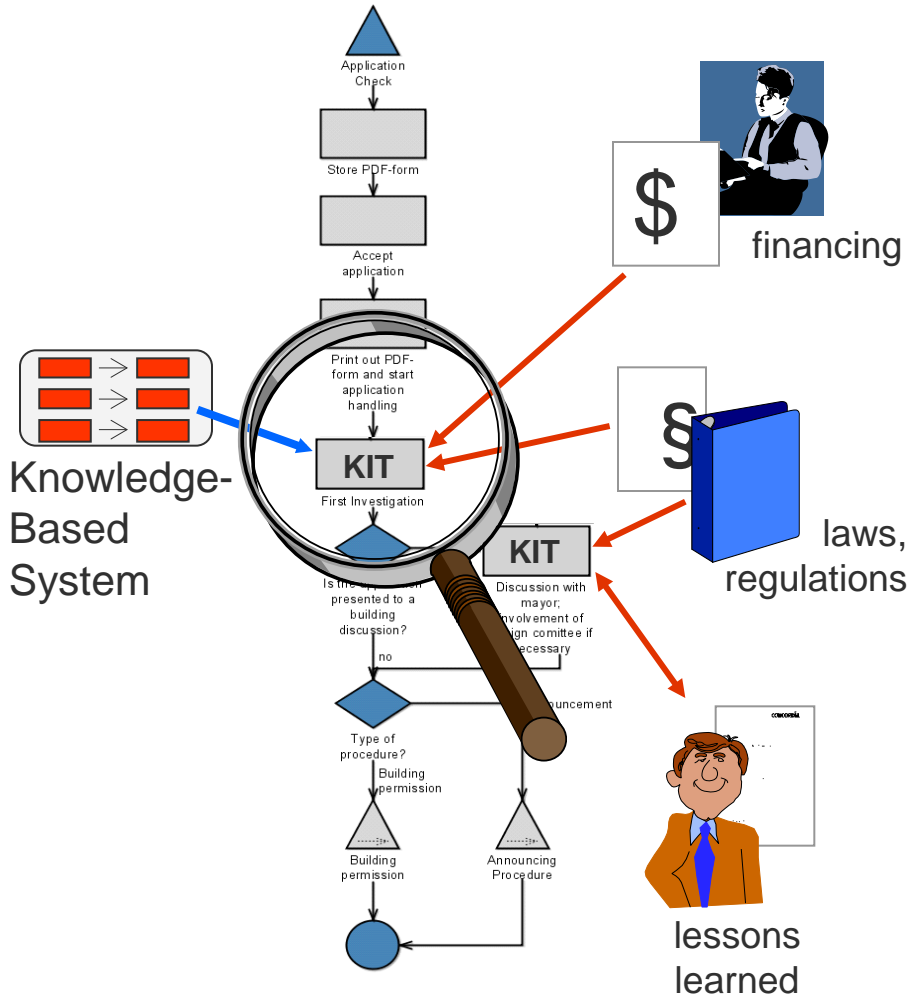 Application
Check
Store PDF-form
Accept
application
$
financing
Print out PDF-
form and start
application
handling
KIT
First Investigation
Knowledge-
Based
System
§
laws,
regulations
KIT
Discussion with
mayor;
nvolvement of
ign comittee if
ecessary
Is the
presented to a
building
discussion?
no
ouncement
Type of
procedure?
Building
permission
Building
permission
Announcing
Procedure
lessons
learned